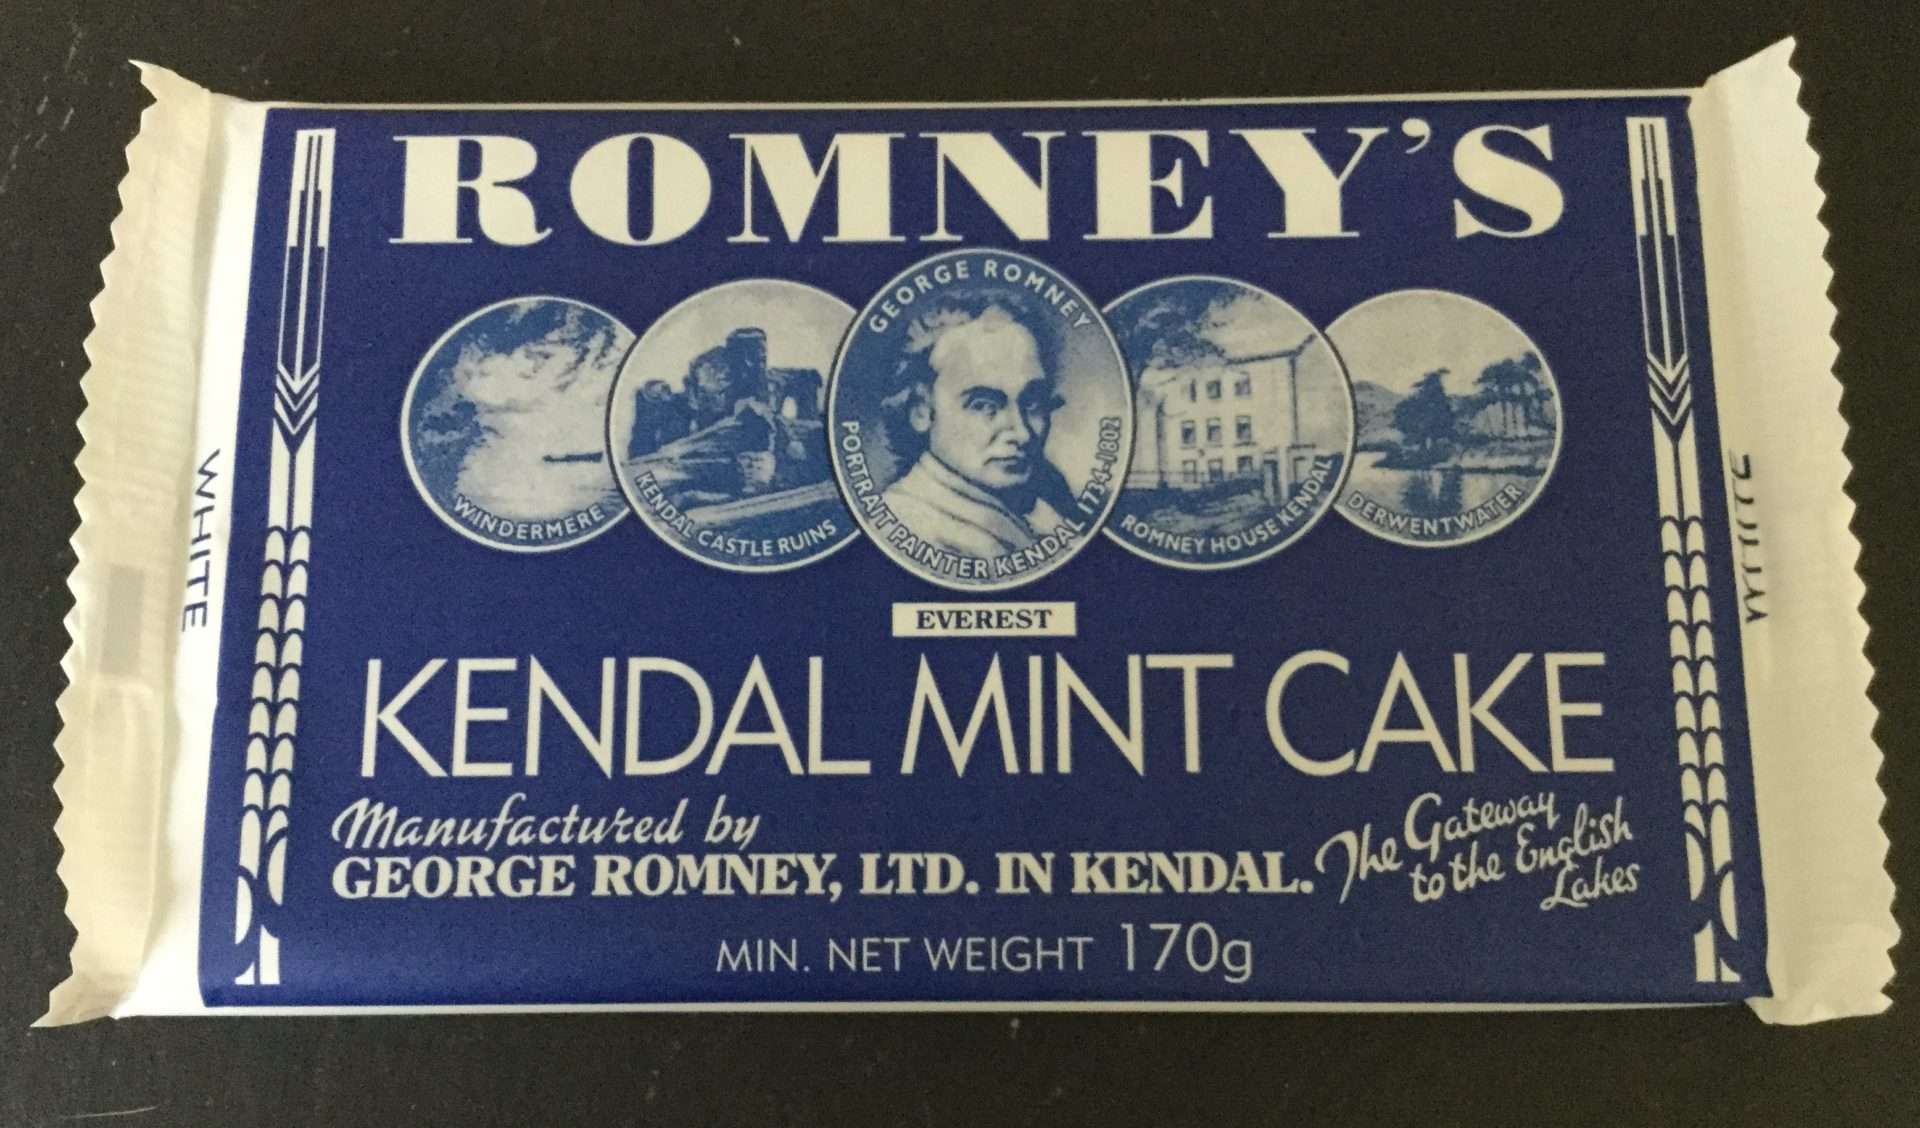 ROMNEY'S
GEORGE ROMNEY
PORTRAIT PAINTER KENDAL 1734-1802
WINDERMERE
KENDAL CASTLE RUINS
ROMNEY HOUSE KENDAL
DERWENTWATER
EVEREST
KENDAL MINT CAKE
Manufactured by
GEORGE ROMNEY, LTD. IN KENDAL.
The Gateway
to the English
Lakes
MIN. NET WEIGHT 170g
WHITE
WHITE